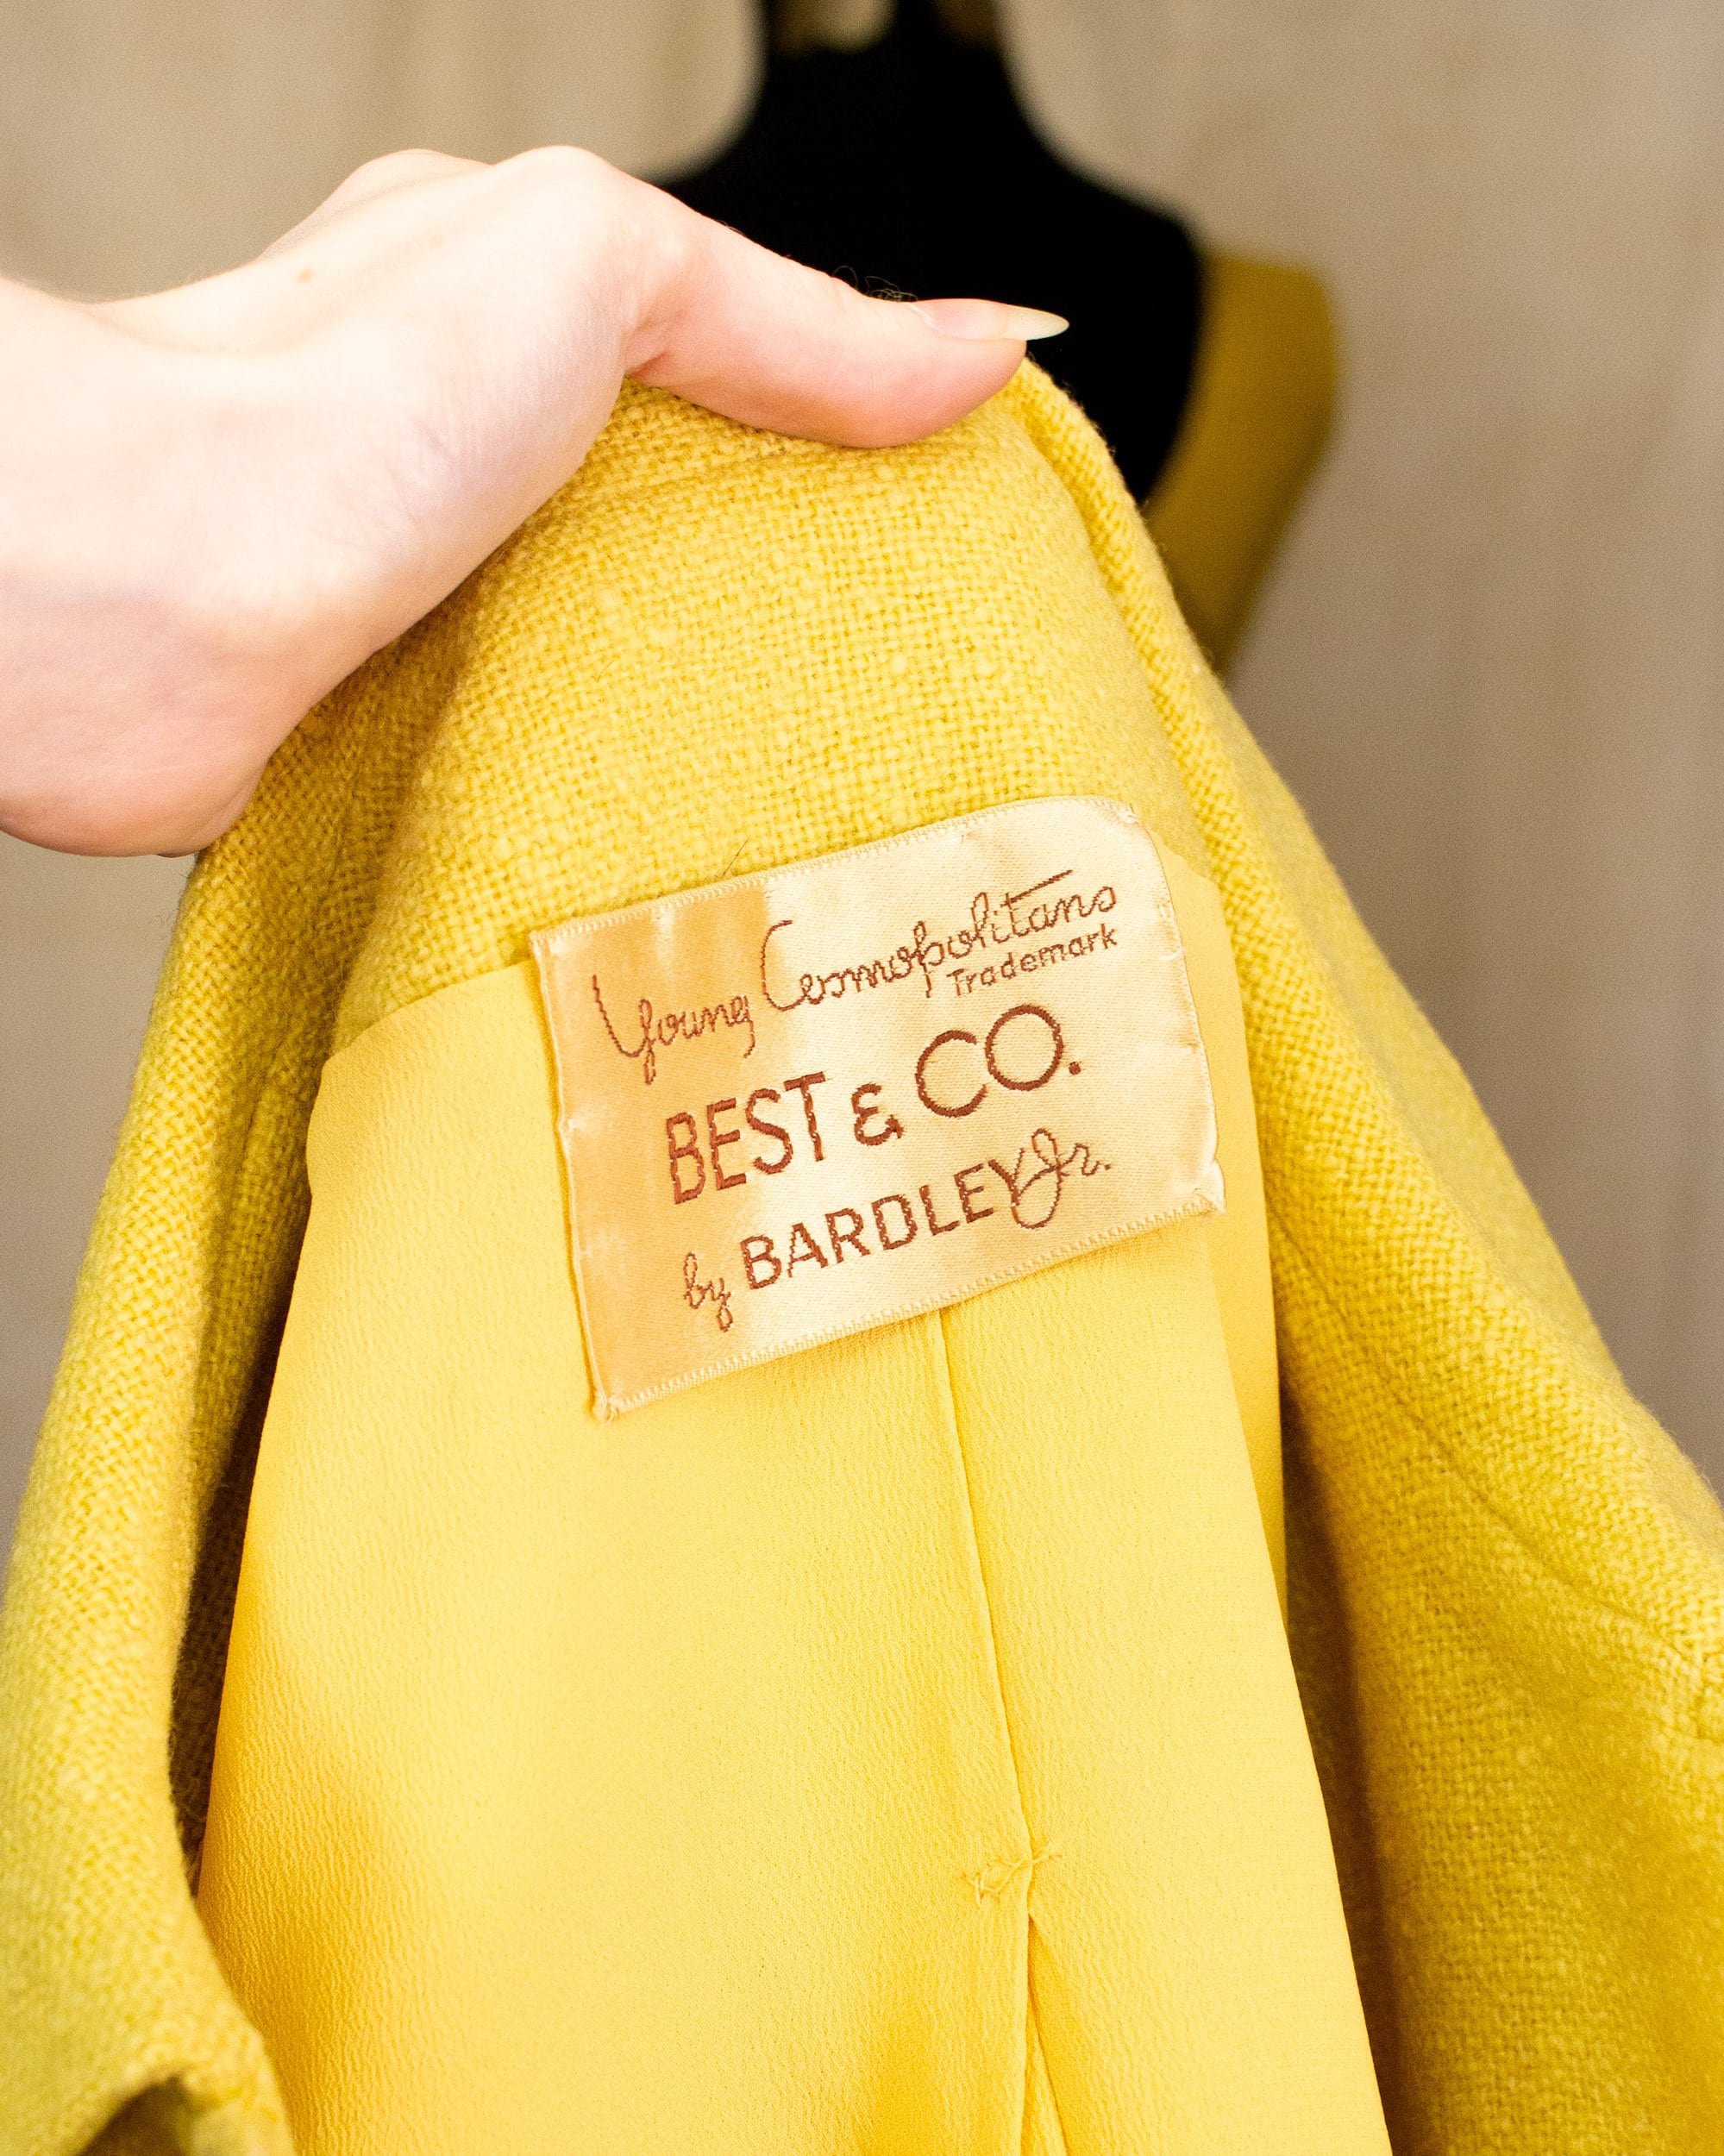 Young Cosmopolitans
Trademark
BEST & CO.
by BARDLEY Jr.